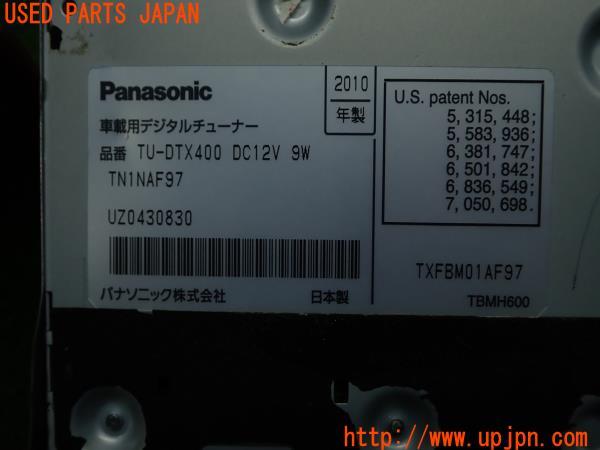 USED PARTS JAPAN
Panasonic
2010
年製
車載用デジタルチューナー
品番 TU-DTX400 DC12V 9W
TN1NAF97
UZ0430830
パナソニック株式会社 日本製
U.S. patent Nos.
5, 315, 448;
5, 583, 936;
6, 381, 747;
6, 501, 842;
6, 836, 549;
7, 050, 698.
TXFBM01AF97
TBMH600
USED PARTS JAPAN
http://www.upjpn.com